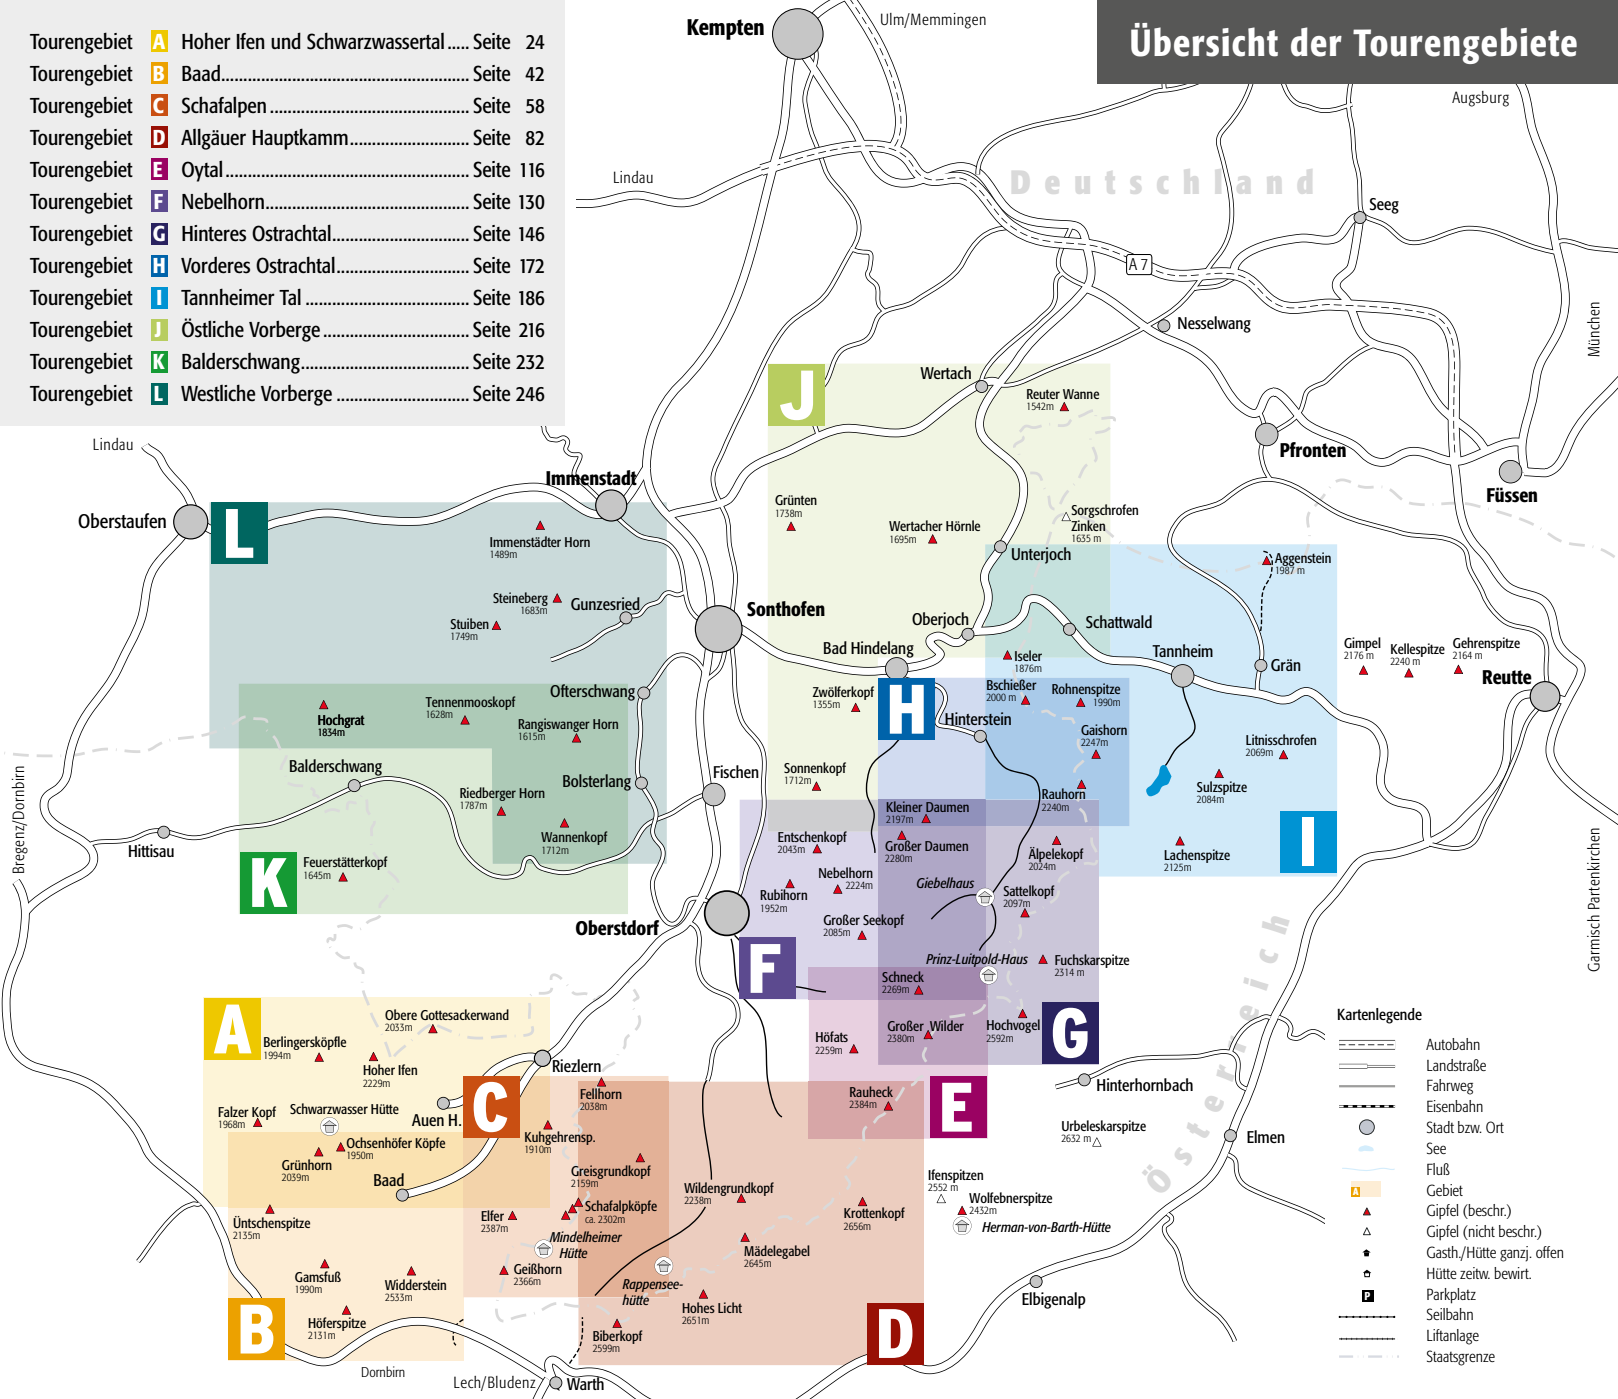 Übersicht der Tourengebiete
Tourengebiet A Hoher Ifen und Schwarzwassertal ..... Seite 24
Tourengebiet B Baad ..... Seite 42
Tourengebiet C Schafalpen ..... Seite 58
Tourengebiet D Allgäuer Hauptkamm ..... Seite 82
Tourengebiet E Oytal ..... Seite 116
Tourengebiet F Nebelhorn ..... Seite 130
Tourengebiet G Hinteres Ostrachtal ..... Seite 146
Tourengebiet H Vorderes Ostrachtal ..... Seite 172
Tourengebiet I Tannheimer Tal ..... Seite 186
Tourengebiet J Östliche Vorberge ..... Seite 216
Tourengebiet K Balderschwang ..... Seite 232
Tourengebiet L Westliche Vorberge ..... Seite 246
Kempten
Ulm/Memmingen
Augsburg
Lindau
Deutschland
Seeg
A 7
Nesselwang
München
Wertach
J
Reuter Wanne
1542m
Lindau
Pfronten
Füssen
Immenstadt
Oberstaufen
L
Immenstädter Horn
1489m
Grünten
1738m
Wertacher Hörnle
1695m
Sorgschrofen
Zinken
1635 m
Unterjoch
Aggenstein
1987 m
Steineberg
1683m
Gunzesried
Stuiben
1749m
Sonthofen
Oberjoch
Schattwald
Bad Hindelang
Iseler
1876m
Tannheim
Grän
Gimpel
2176 m
Kellespitze
2240 m
Gehrenspitze
2164 m
Reutte
Ofterschwang
Zwölferkopf
1355m
H
Bschießer
2000 m
Rohnenspitze
1990m
Hinterstein
Hochgrat
1834m
Tennenmooskopf
1628m
Rangiswanger Horn
1615m
Gaishorn
2247m
Litnisschrofen
2069m
Balderschwang
Bolsterlang
Fischen
Sonnenkopf
1712m
Rauhorn
2240m
Sulzspitze
2084m
Bregenz/Dornbirn
Riedberger Horn
1787m
Kleiner Daumen
2197m
Hittisau
Wannenkopf
1712m
Entschenkopf
2043m
Großer Daumen
2280m
Älpelekopf
2024m
Lachenspitze
2125m
I
K
Feuerstätterkopf
1645m
Rubihorn
1952m
Nebelhorn
2224m
Giebelhaus
Sattelkopf
2097m
Garmisch Partenkirchen
Oberstdorf
Großer Seekopf
2085m
F
Prinz-Luitpold-Haus
Fuchskarspitze
2314 m
Schneck
2269m
Österreich
A
Obere Gottesackerwand
2033m
Berlingersköpfle
1994m
Hoher Ifen
2229m
Höfats
2259m
Großer Wilder
2380m
Hochvogel
2592m
G
Riezlern
Hinterhornbach
Falzer Kopf
1968m
Schwarzwasser Hütte
Auen H.
C
Fellhorn
2038m
Rauheck
2384m
E
Urbeleskarspitze
2632 m
Elmen
Kuhgehrensp.
1910m
Ochsenhöfer Köpfe
1950m
Grünhorn
2039m
Baad
Greisgrundkopf
2159m
Wildengrundkopf
2238m
Ifenspitzen
2552 m
Wolfebnerspitze
2432m
Herman-von-Barth-Hütte
Üntschenspitze
2135m
Elfer
2387m
Schafalpköpfe
ca. 2302m
Krottenkopf
2656m
Mindelheimer
Hütte
Mädelegabel
2645m
Gamsfuß
1990m
Widderstein
2533m
Geißhorn
2366m
Rappensee-
hütte
Hohes Licht
2651m
Elbigenalp
B
Höferspitze
2131m
Biberkopf
2599m
D
Dornbirn
Lech/Bludenz
Warth
Kartenlegende
Autobahn
Landstraße
Fahrweg
Eisenbahn
Stadt bzw. Ort
See
Fluß
A Gebiet
Gipfel (beschr.)
Gipfel (nicht beschr.)
Gasth./Hütte ganzj. offen
Hütte zeitw. bewirt.
P Parkplatz
Seilbahn
Liftanlage
Staatsgrenze